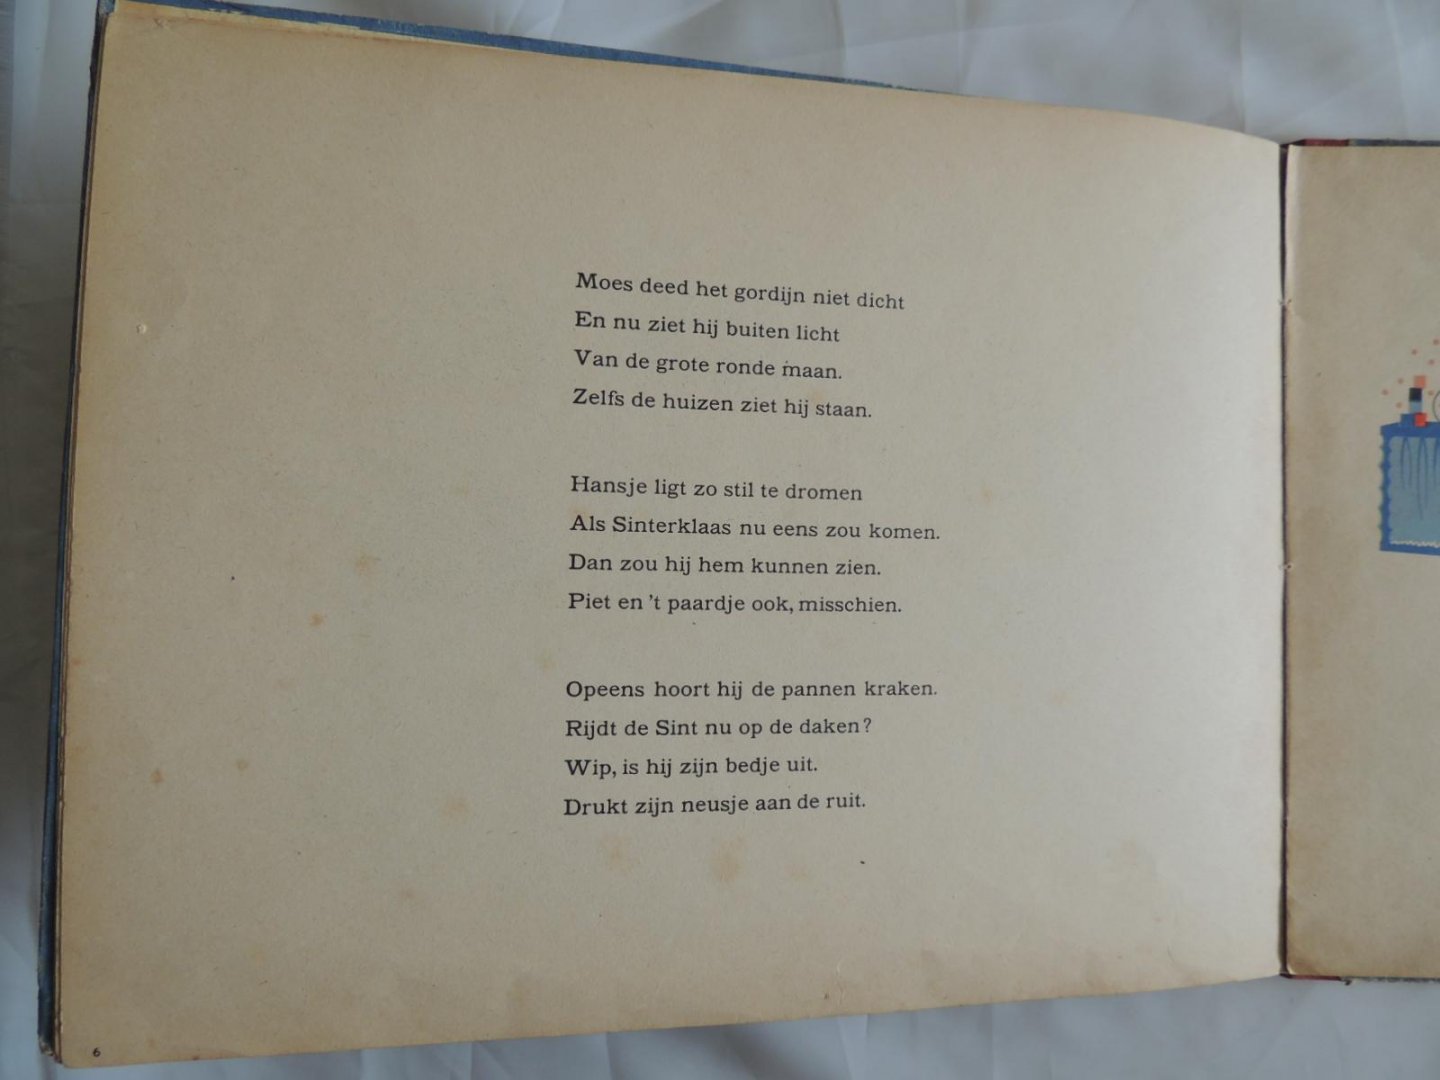 Moes deed het gordijn niet dicht
En nu ziet hij buiten licht
Van de grote ronde maan.
Zelfs de huizen ziet hij staan.
Hansje ligt zo stil te dromen
Als Sinterklaas nu eens zou komen.
Dan zou hij hem kunnen zien.
Piet en 't paardje ook, misschien.
Opeens hoort hij de pannen kraken.
Rijdt de Sint nu op de daken?
Wip, is hij zijn bedje uit.
Drukt zijn neusje aan de ruit.
6